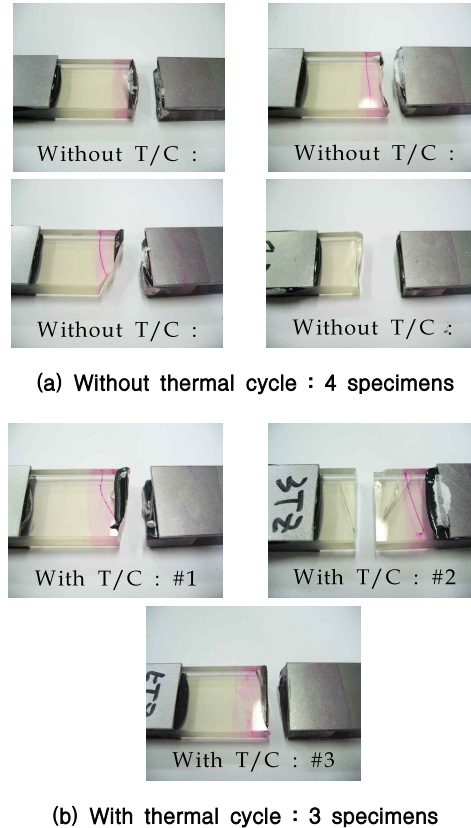 Without T/C :
Without T/C :
Without T/C :
Without T/C :
(a) Without thermal cycle : 4 specimens
With T/C : #1
With T/C : #2
With T/C : #3
(b) With thermal cycle : 3 specimens